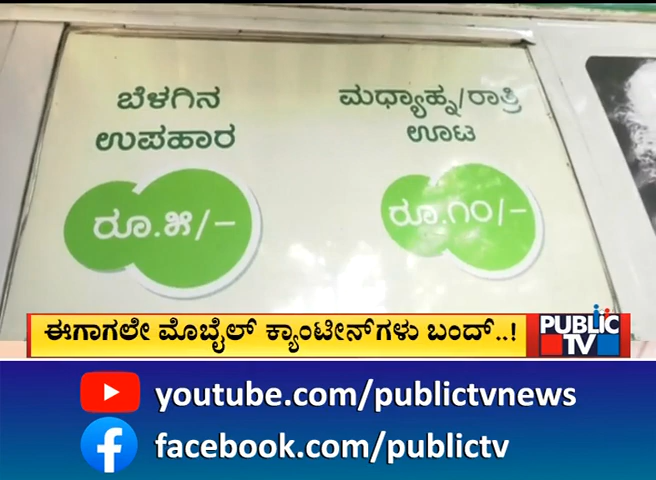 ಬೆಳಗಿನ
ಉಪಹಾರ
ರೂ.೫/-
ಮಧ್ಯಾಹ್ನ/ರಾತ್ರಿ
ಊಟ
ರೂ.೧೦/-
ಈಗಾಗಲೇ ಮೊಬೈಲ್ ಕ್ಯಾಂಟೀನ್‌ಗಳು ಬಂದ್..!
PUBLIC
TV
youtube.com/publictvnews
facebook.com/publictv